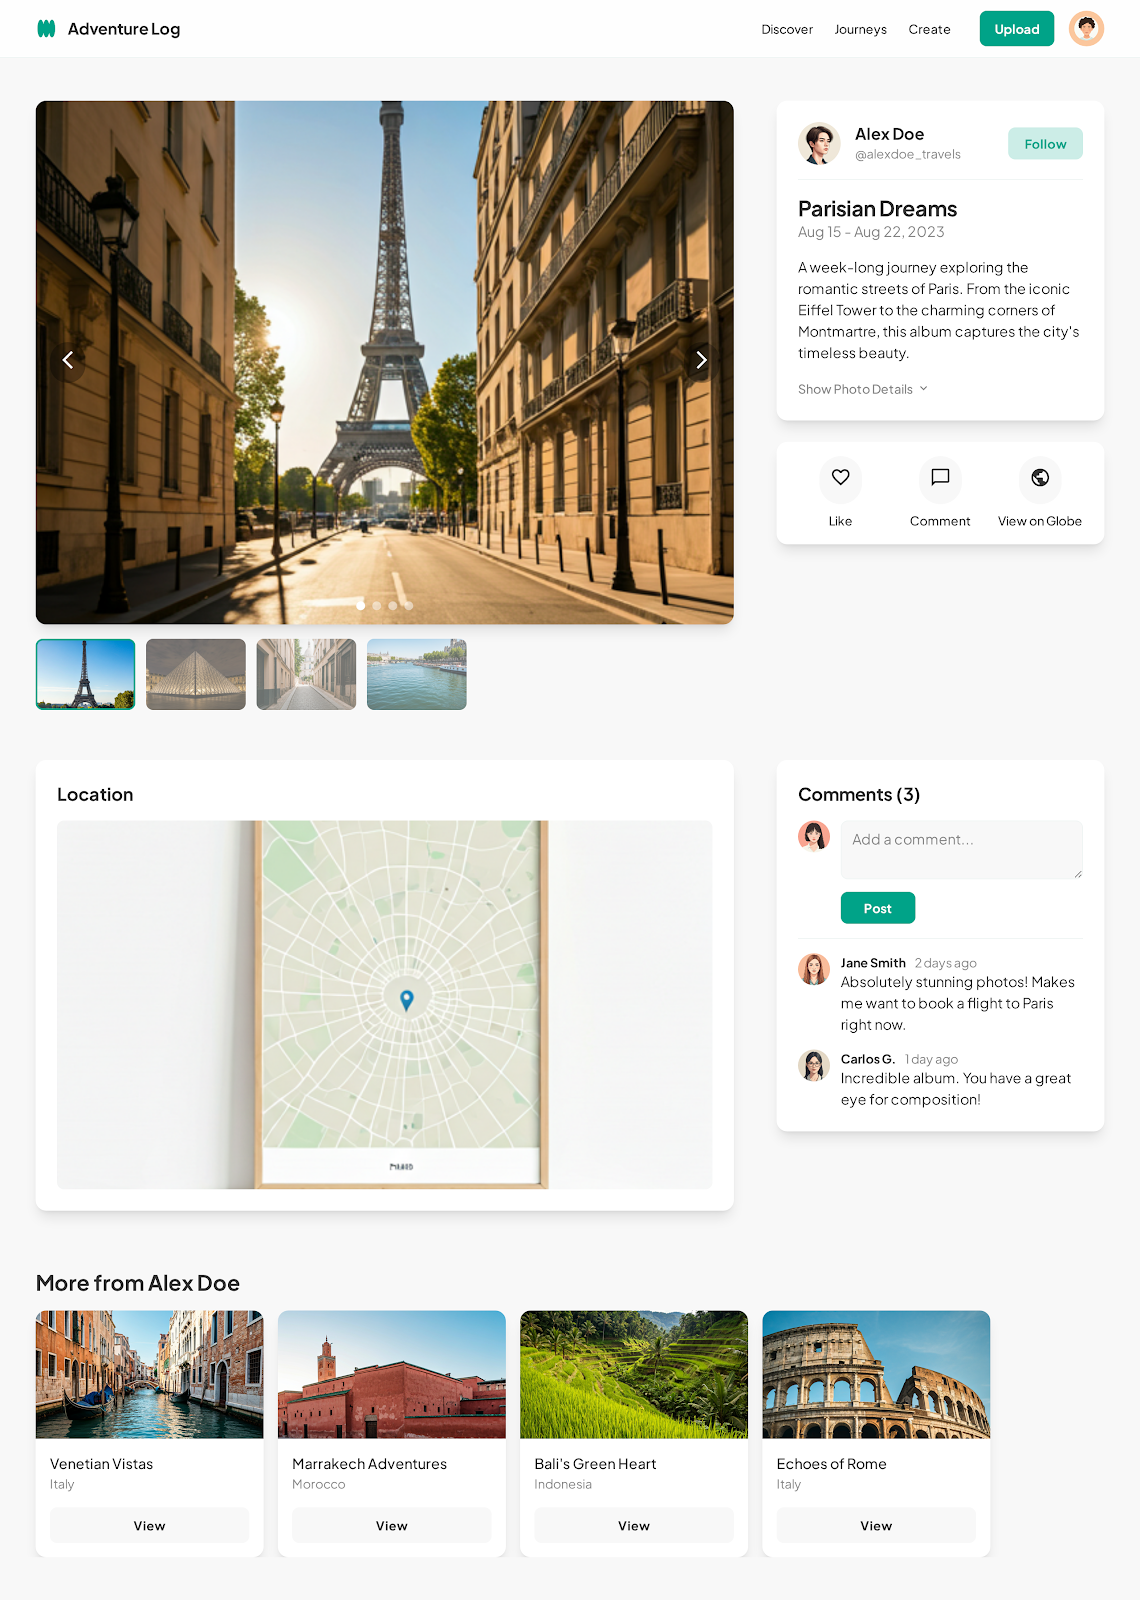 Adventure Log
Discover
Journeys
Create
Upload
Alex Doe
@alexdoe_travels
Follow
Parisian Dreams
Aug 15 - Aug 22, 2023
A week-long journey exploring the
romantic streets of Paris. From the iconic
Eiffel Tower to the charming corners of
Montmartre, this album captures the city's
timeless beauty.
Show Photo Details
Like
Comment
View on Globe
Location
Comments (3)
Add a comment...
Post
Jane Smith 2 days ago
Absolutely stunning photos! Makes
me want to book a flight to Paris
right now.
Carlos G. 1 day ago
Incredible album. You have a great
eye for composition!
More from Alex Doe
Venetian Vistas
Italy
View
Marrakech Adventures
Morocco
View
Bali's Green Heart
Indonesia
View
Echoes of Rome
Italy
View